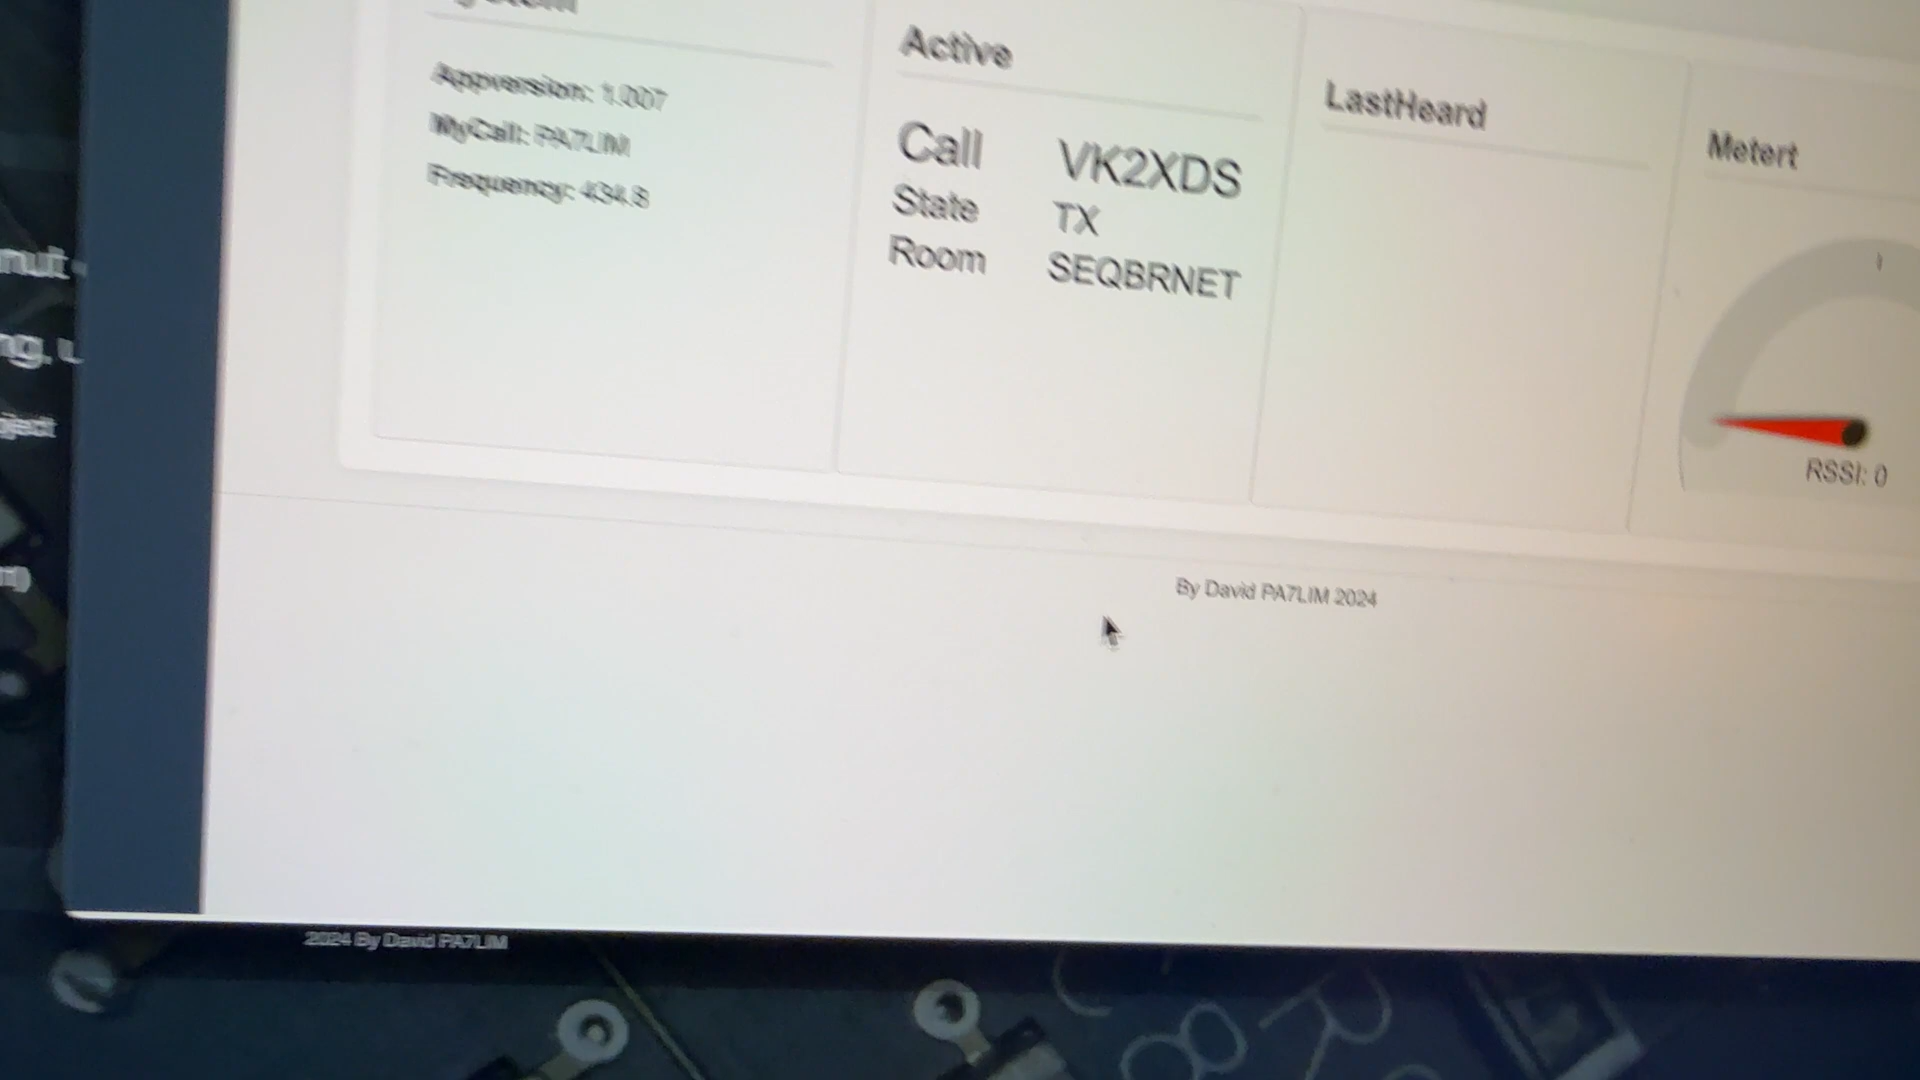 Active
LastHeard
Metert
Appversion: 1.007
MyCall: PA7LIM
Frequency: 434.8
Call VK2XDS
State TX
Room SEQBRNET
RSSI: 0
By David PA7LIM 2024
2024 By David PA7LIM